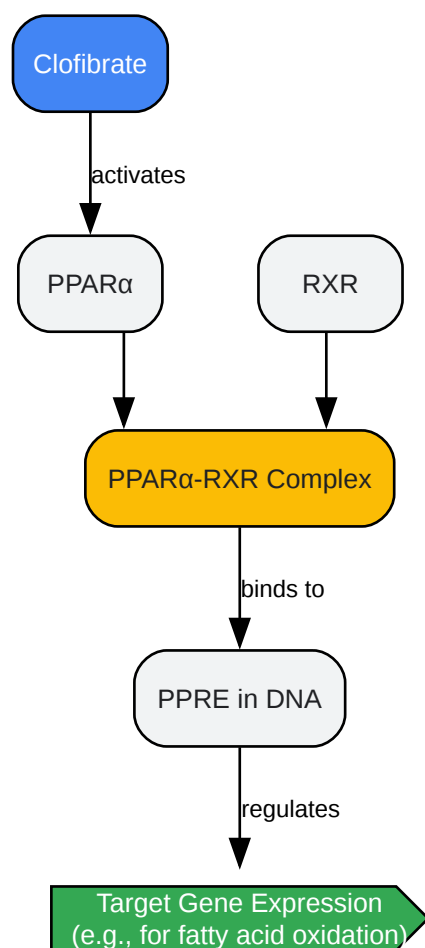 Clofibrate
activates
PPARα
RXR
PPARα-RXR Complex
binds to
PPRE in DNA
regulates
Target Gene Expression
(e.g., for fatty acid oxidation)